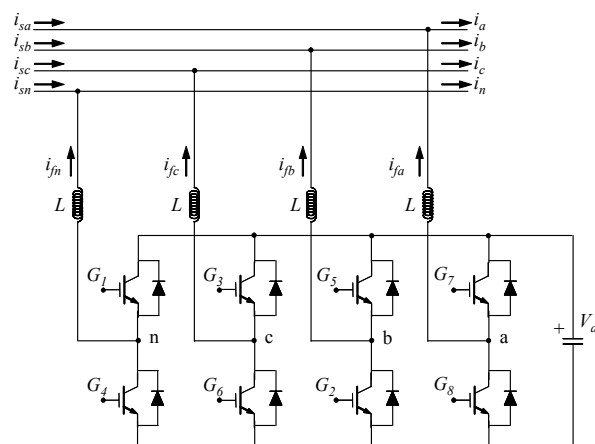 i_sa i_a
i_sb i_b
i_sc i_c
i_sn i_n
i_fn i_fc i_fb i_fa
L L L L
G_1 G_3 G_5 G_7
+ V_d
n c b a
G_4 G_6 G_2 G_8